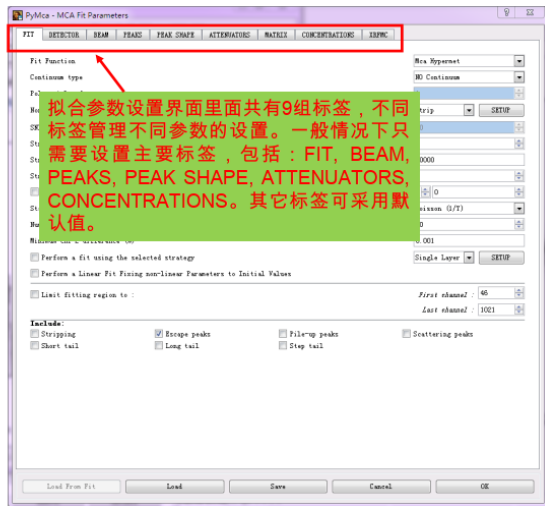 PyMca - MCA Fit Parameters
FIT DETECTOR BEAM PEAKS PEAK SHAPE ATTENUATORS MATRIX CONCENTRATIONS XRFMC
Fit Function Mca Hypermet
Continuum type NO Continuum
拟合参数设置界面里面共有9组标签，不同
标签管理不同参数的设置。一般情况下只
需要设置主要标签，包括：FIT, BEAM,
PEAKS, PEAK SHAPE, ATTENUATORS,
CONCENTRATIONS。其它标签可采用默
认值。
SETUP
0
0.001
Perform a fit using the selected strategy Single Layer SETUP
Perform a Linear Fit Fixing non-linear Parameters to Initial Values
Limit fitting region to : First channel : 46
Last channel : 1021
Include:
Stripping Escape peaks Pile-up peaks Scattering peaks
Short tail Long tail Step tail
Load From Fit Load Save Cancel OK